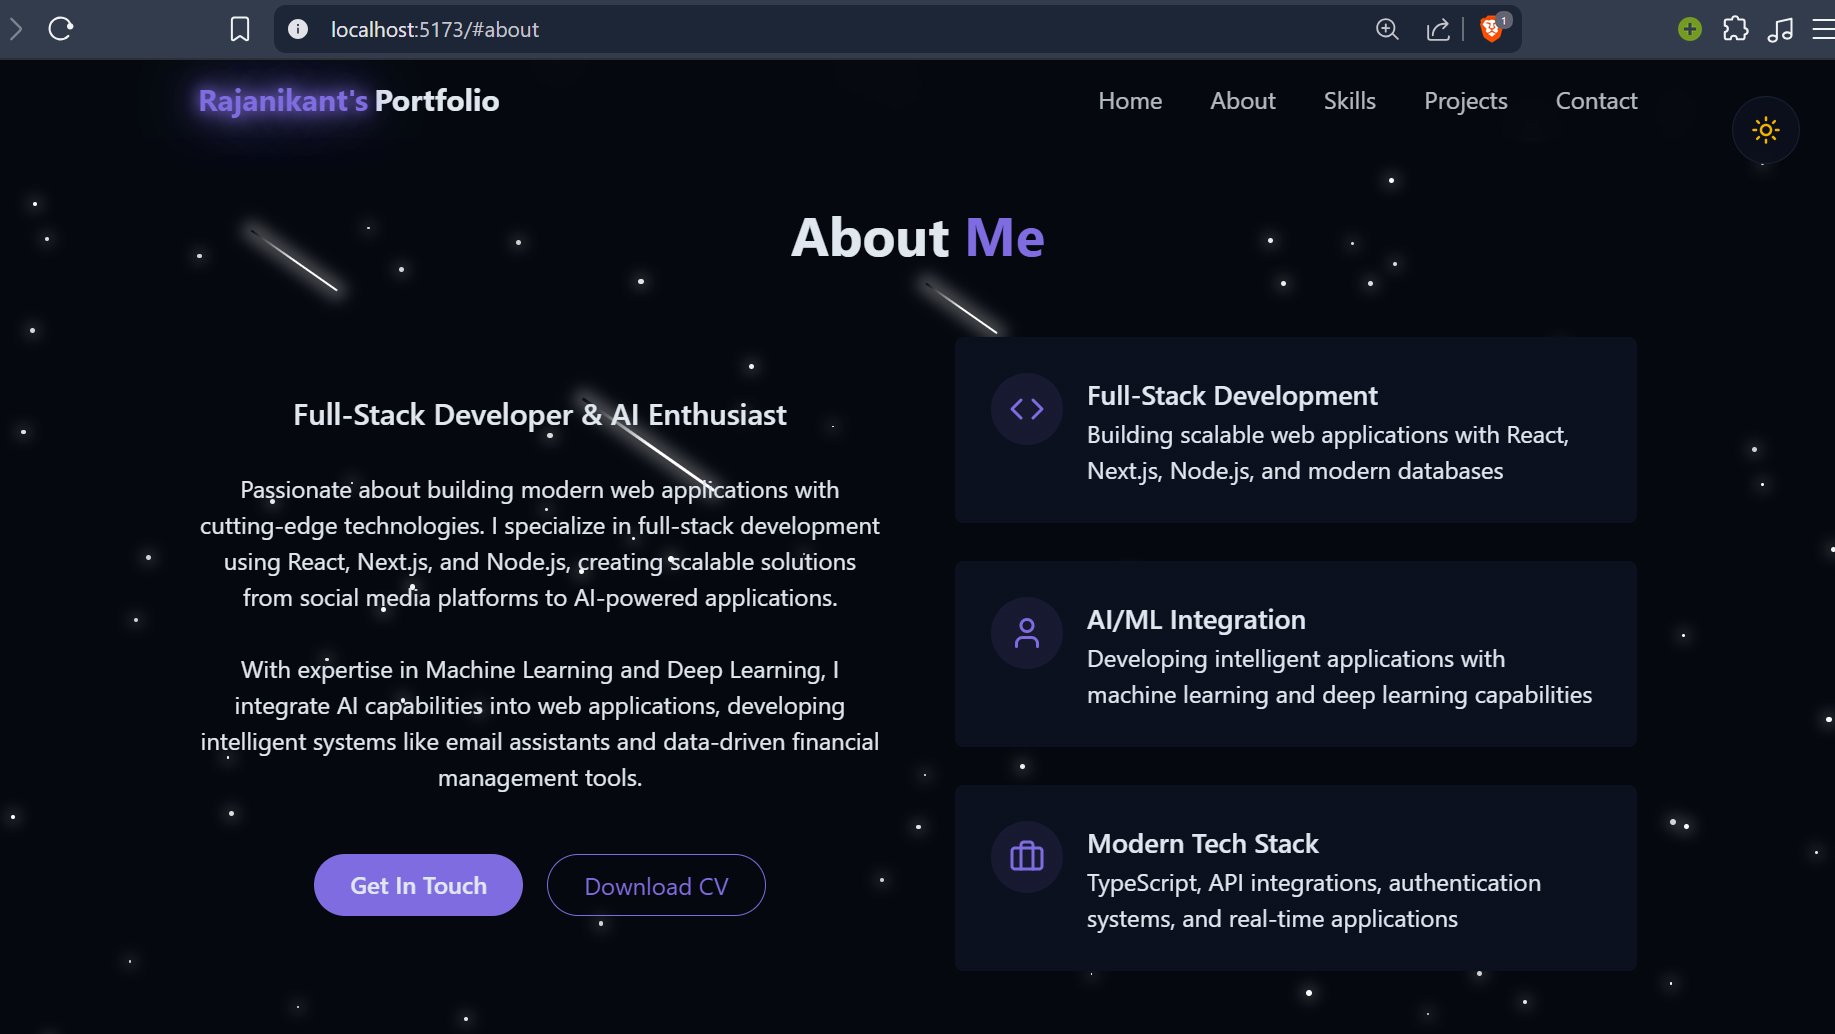 localhost:5173/#about
1
Rajanikant's Portfolio
Home
About
Skills
Projects
Contact
About Me
Full-Stack Developer & AI Enthusiast
Passionate about building modern web applications with
cutting-edge technologies. I specialize in full-stack development
using React, Next.js, and Node.js, creating scalable solutions
from social media platforms to AI-powered applications.
With expertise in Machine Learning and Deep Learning, I
integrate AI capabilities into web applications, developing
intelligent systems like email assistants and data-driven financial
management tools.
Get In Touch
Download CV
Full-Stack Development
Building scalable web applications with React,
Next.js, Node.js, and modern databases
AI/ML Integration
Developing intelligent applications with
machine learning and deep learning capabilities
Modern Tech Stack
TypeScript, API integrations, authentication
systems, and real-time applications